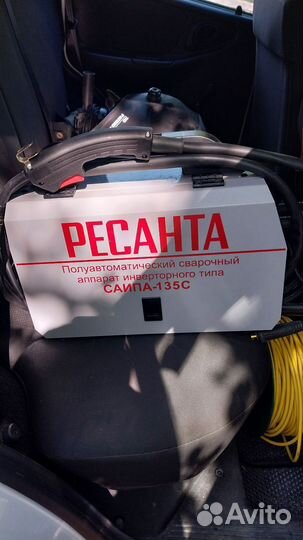 РЕСАНТА
Полуавтоматический сварочный
аппарат инверторного типа
САИПА-135С
Avito